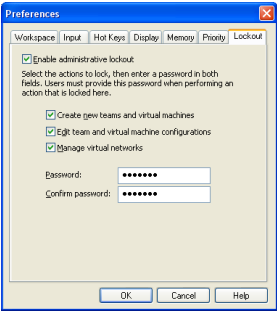 Preferences
Workspace Input Hot Keys Display Memory Priority Lockout
Enable administrative lockout
Select the actions to lock, then enter a password in both
fields. Users must provide this password when performing an
action that is locked here.
Create new teams and virtual machines
Edit team and virtual machine configurations
Manage virtual networks
Password: •••••••
Confirm password: •••••••
OK Cancel Help